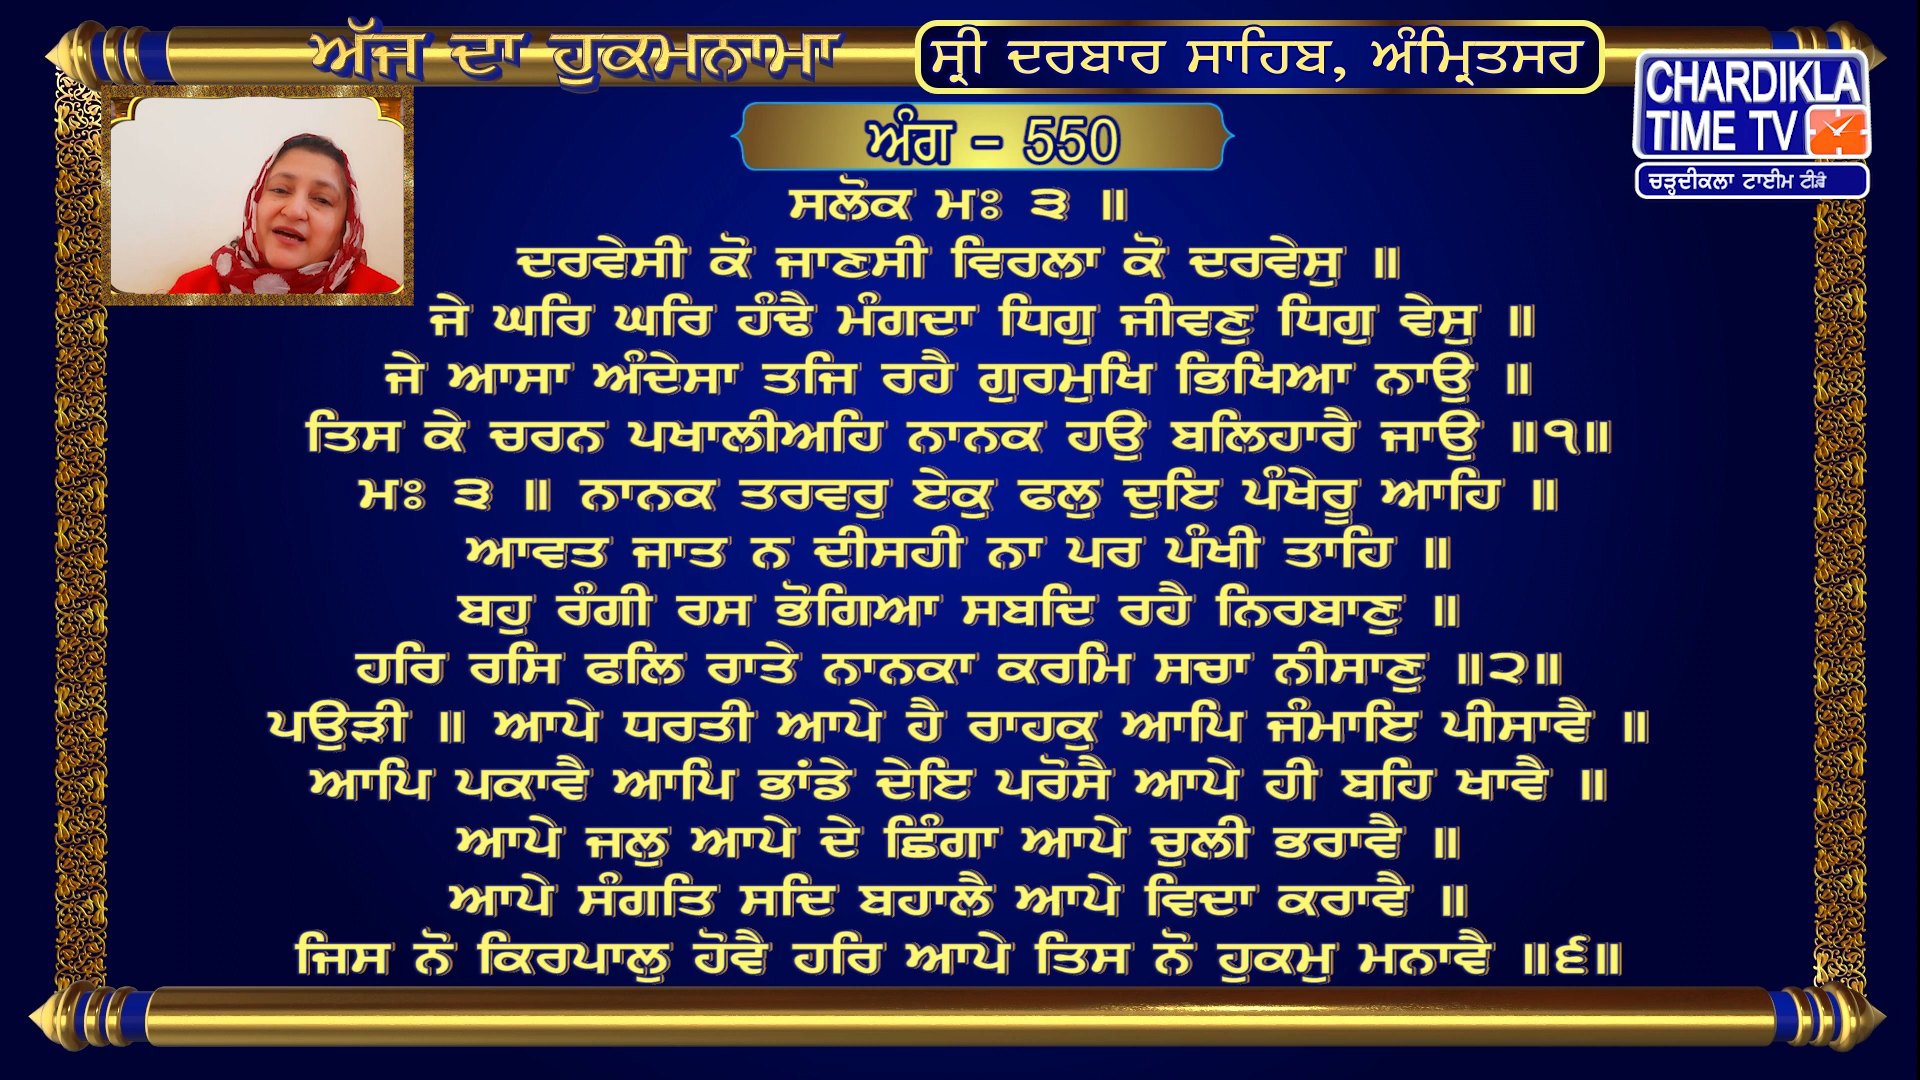 ਅੱਜ ਦਾ ਹੁਕਮਨਾਮਾ
ਸ੍ਰੀ ਦਰਬਾਰ ਸਾਹਿਬ, ਅੰਮ੍ਰਿਤਸਰ
CHARDIKLA
TIME TV
ਚੜ੍ਹਦੀਕਲਾ ਟਾਈਮ ਟੀਵੀ
ਅੰਗ - 550
ਸਲੋਕ ਮਃ ੩ ॥
ਦਰਵੇਸੀ ਕੋ ਜਾਣਸੀ ਵਿਰਲਾ ਕੋ ਦਰਵੇਸੁ ॥
ਜੇ ਘਰਿ ਘਰਿ ਹੰਢੈ ਮੰਗਦਾ ਧਿਗੁ ਜੀਵਣੁ ਧਿਗੁ ਵੇਸੁ ॥
ਜੇ ਆਸਾ ਅੰਦੇਸਾ ਤਜਿ ਰਹੈ ਗੁਰਮੁਖਿ ਭਿਖਿਆ ਨਾਉ ॥
ਤਿਸ ਕੇ ਚਰਨ ਪਖਾਲੀਅਹਿ ਨਾਨਕ ਹਉ ਬਲਿਹਾਰੈ ਜਾਉ ॥੧॥
ਮਃ ੩ ॥ ਨਾਨਕ ਤਰਵਰੁ ਏਕੁ ਫਲੁ ਦੁਇ ਪੰਖੇਰੂ ਆਹਿ ॥
ਆਵਤ ਜਾਤ ਨ ਦੀਸਹੀ ਨਾ ਪਰ ਪੰਖੀ ਤਾਹਿ ॥
ਬਹੁ ਰੰਗੀ ਰਸ ਭੋਗਿਆ ਸਬਦਿ ਰਹੈ ਨਿਰਬਾਣੁ ॥
ਹਰਿ ਰਸਿ ਫਲਿ ਰਾਤੇ ਨਾਨਕਾ ਕਰਮਿ ਸਚਾ ਨੀਸਾਣੁ ॥੨॥
ਪਉੜੀ ॥ ਆਪੇ ਧਰਤੀ ਆਪੇ ਹੈ ਰਾਹਕੁ ਆਪਿ ਜੰਮਾਇ ਪੀਸਾਵੈ ॥
ਆਪਿ ਪਕਾਵੈ ਆਪਿ ਭਾਂਡੇ ਦੇਇ ਪਰੋਸੈ ਆਪੇ ਹੀ ਬਹਿ ਖਾਵੈ ॥
ਆਪੇ ਜਲੁ ਆਪੇ ਦੇ ਛਿੰਗਾ ਆਪੇ ਚੁਲੀ ਭਰਾਵੈ ॥
ਆਪੇ ਸੰਗਤਿ ਸਦਿ ਬਹਾਲੈ ਆਪੇ ਵਿਦਾ ਕਰਾਵੈ ॥
ਜਿਸ ਨੋ ਕਿਰਪਾਲੁ ਹੋਵੈ ਹਰਿ ਆਪੇ ਤਿਸ ਨੋ ਹੁਕਮੁ ਮਨਾਵੈ ॥੬॥